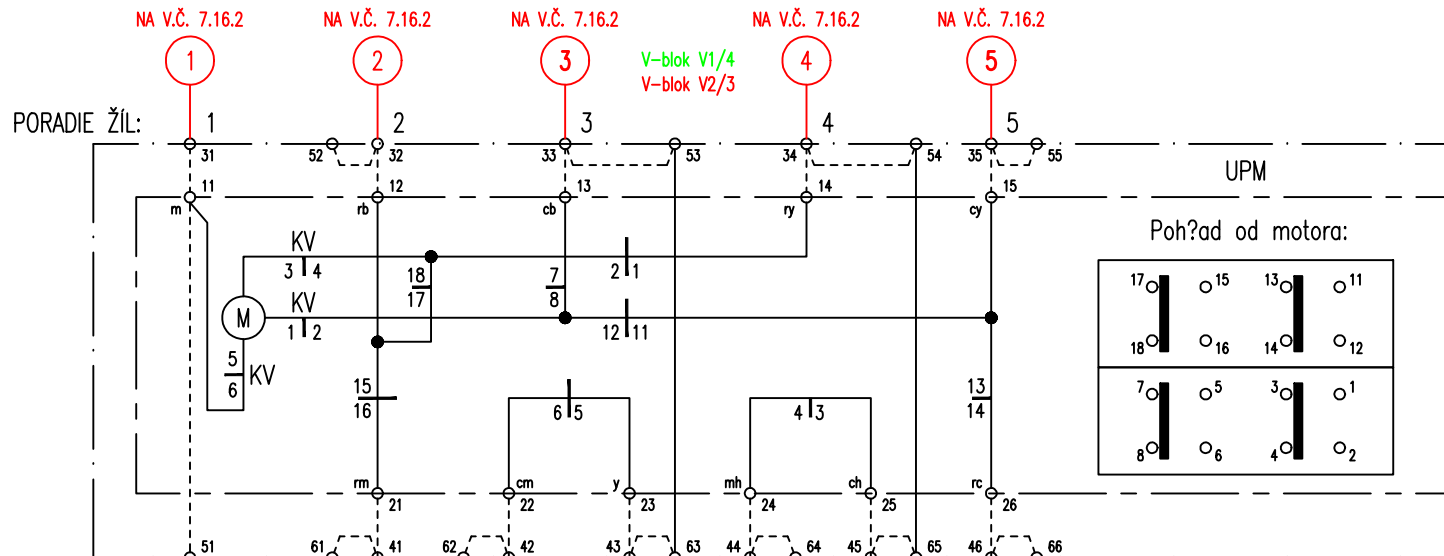 NA V.Č. 7.16.2 NA V.Č. 7.16.2 NA V.Č. 7.16.2 NA V.Č. 7.16.2 NA V.Č. 7.16.2
1 2 3 4 5
V-blok V1/4
V-blok V2/3
PORADIE ŽÍL: 1 2 3 4 5
31 52 32 33 53 34 54 35 55
UPM
11 12 13 14 15
m rb cb ry cy
Poh?ad od motora:
KV
3 4 2 1
18 7
17 8
KV
M
1 2 12 11
5
6 KV
15 13
16 6 5 4 3 14
17 15 13 11
18 16 14 12
7 5 3 1
8 6 4 2
rm cm y mh ch rc
21 22 23 24 25 26
51 61 41 62 42 43 63 44 64 45 65 46 66